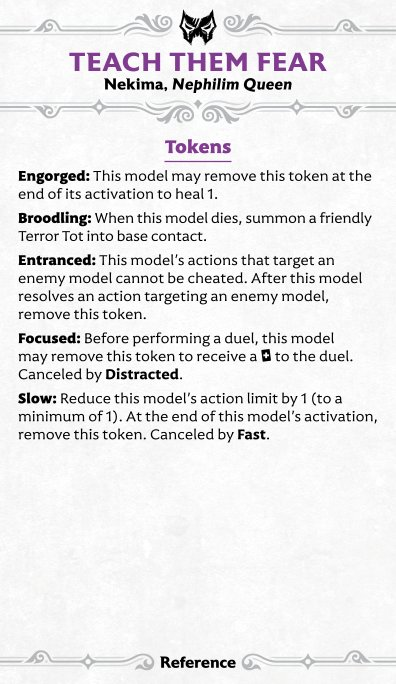 TEACH THEM FEAR
Nekima, Nephilim Queen
Tokens
Engorged: This model may remove this token at the
end of its activation to heal 1.
Broodling: When this model dies, summon a friendly
Terror Tot into base contact.
Entranced: This model's actions that target an
enemy model cannot be cheated. After this model
resolves an action targeting an enemy model,
remove this token.
Focused: Before performing a duel, this model
may remove this token to receive a + to the duel.
Canceled by Distracted.
Slow: Reduce this model's action limit by 1 (to a
minimum of 1). At the end of this model's activation,
remove this token. Canceled by Fast.
Reference